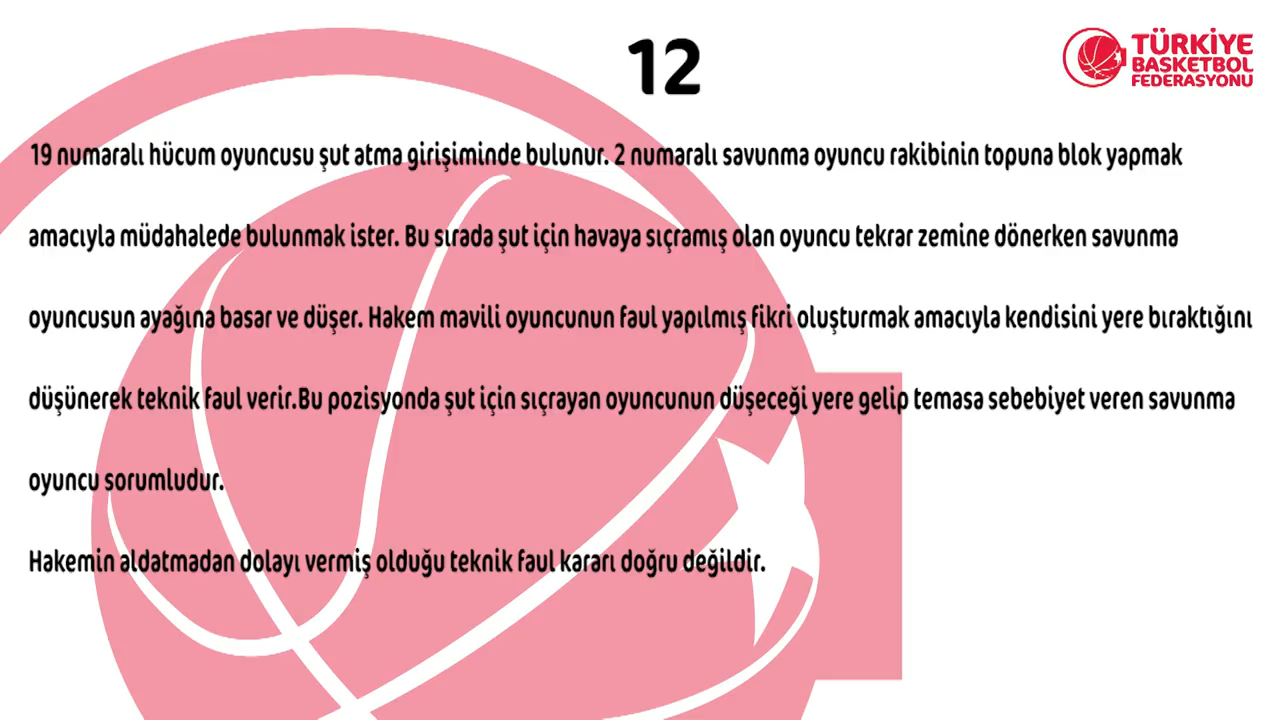 12
TÜRKİYE
BASKETBOL
FEDERASYONU
19 numaralı hücum oyuncusu şut atma girişiminde bulunur. 2 numaralı savunma oyuncu rakibinin topuna blok yapmak
amacıyla müdahalede bulunmak ister. Bu sırada şut için havaya sıçramış olan oyuncu tekrar zemine dönerken savunma
oyuncusun ayağına basar ve düşer. Hakem mavili oyuncunun faul yapılmış fikri oluşturmak amacıyla kendisini yere bıraktığını
düşünerek teknik faul verir.Bu pozisyonda şut için sıçrayan oyuncunun düşeceği yere gelip temasa sebebiyet veren savunma
oyuncu sorumludur.
Hakemin aldatmadan dolayı vermiş olduğu teknik faul kararı doğru değildir.